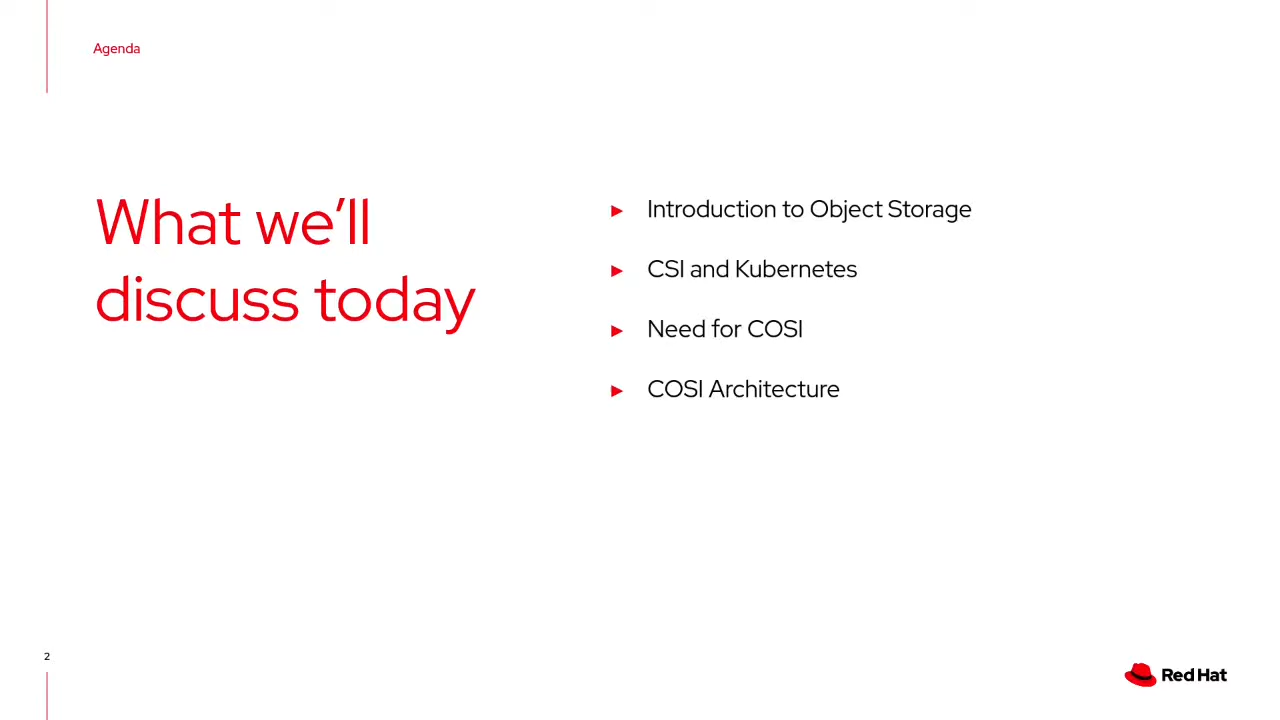 Agenda
What we’ll
discuss today
► Introduction to Object Storage
► CSI and Kubernetes
► Need for COSI
► COSI Architecture
2
Red Hat